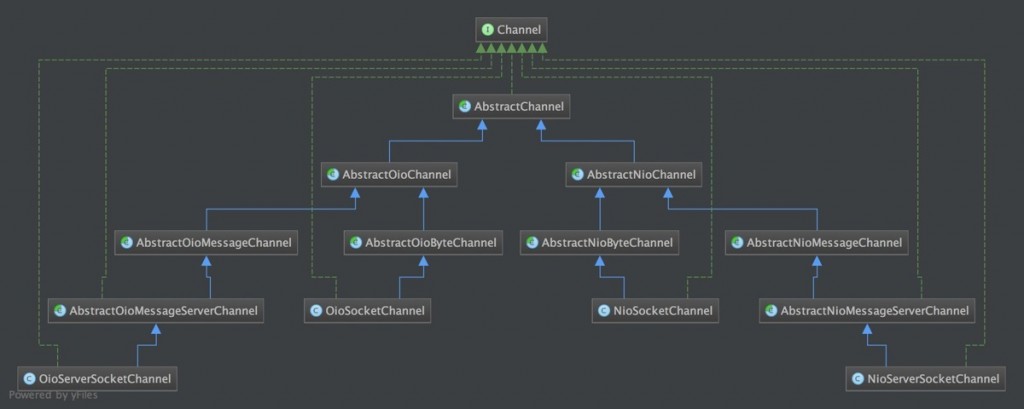 I Channel
C AbstractChannel
C AbstractOioChannel
C AbstractNioChannel
C AbstractOioMessageChannel
C AbstractOioByteChannel
C AbstractNioByteChannel
C AbstractNioMessageChannel
C AbstractOioMessageServerChannel
C OioSocketChannel
C NioSocketChannel
C AbstractNioMessageServerChannel
C OioServerSocketChannel
C NioServerSocketChannel
Powered by yFiles